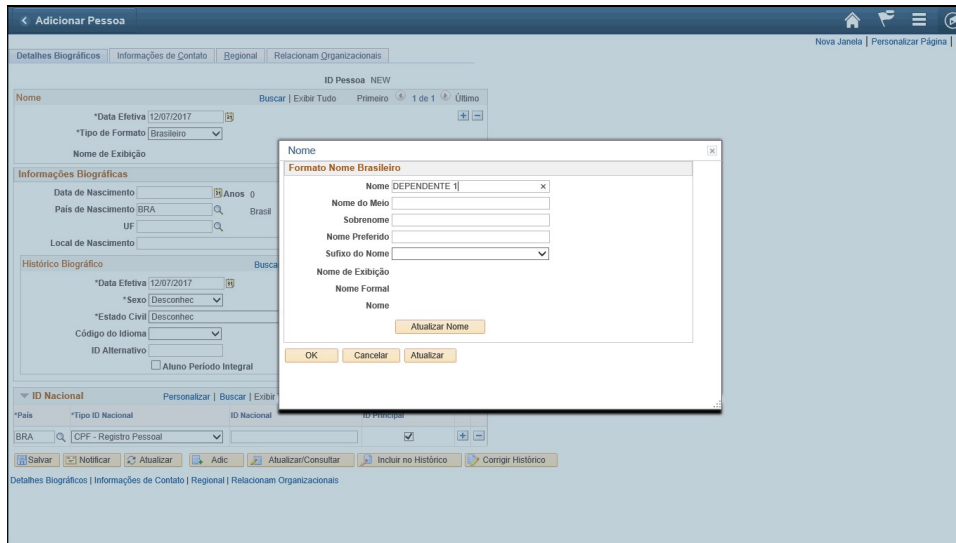 Adicionar Pessoa
Nova Janela | Personalizar Página |
Detalhes Biográficos Informações de Contato Regional Relacionam Organizacionais
ID Pessoa NEW
Nome Buscar | Exibir Tudo Primeiro 1 de 1 Último
*Data Efetiva 12/07/2017
*Tipo de Formato Brasileiro
Nome de Exibição
Informações Biográficas
Data de Nascimento Anos 0
País de Nascimento BRA Brasil
UF
Local de Nascimento
Histórico Biográfico Busca
*Data Efetiva 12/07/2017
*Sexo Desconhec
*Estado Civil Desconhec
Código do Idioma
ID Alternativo
Aluno Período Integral
ID Nacional Personalizar | Buscar | Exibir
*País *Tipo ID Nacional ID Nacional ID Principal
BRA CPF - Registro Pessoal
Salvar Notificar Atualizar Adic Atualizar/Consultar Incluir no Histórico Corrigir Histórico
Detalhes Biográficos | Informações de Contato | Regional | Relacionam Organizacionais
Nome
Formato Nome Brasileiro
Nome DEPENDENTE 1
Nome do Meio
Sobrenome
Nome Preferido
Sufixo do Nome
Nome de Exibição
Nome Formal
Nome
Atualizar Nome
OK Cancelar Atualizar